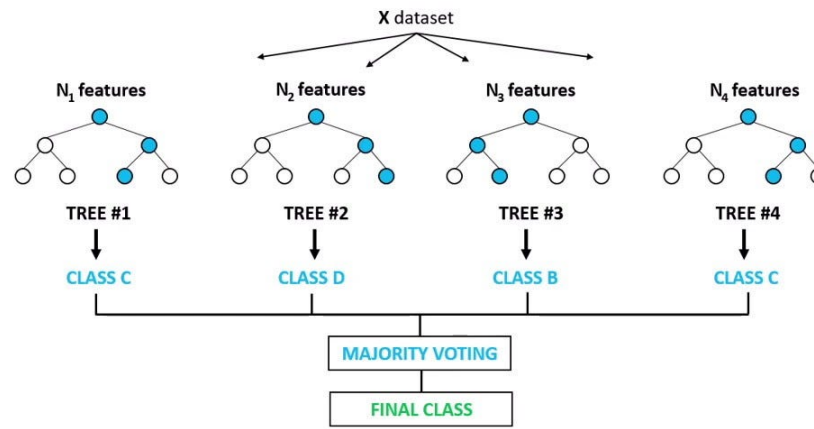 X dataset
N₁ features
N₂ features
N₃ features
N₄ features
TREE #1
TREE #2
TREE #3
TREE #4
CLASS C
CLASS D
CLASS B
CLASS C
MAJORITY VOTING
FINAL CLASS